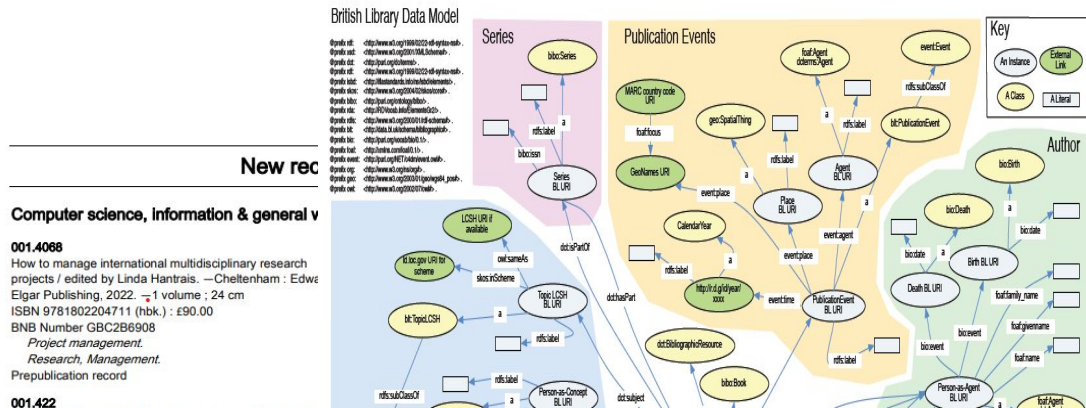 New rec
Computer science, information & general v
001.4068
How to manage international multidisciplinary research
projects / edited by Linda Hantrais. —Cheltenham : Edwa
Elgar Publishing, 2022. —1 volume ; 24 cm
ISBN 9781802204711 (hbk.) : £90.00
BNB Number GBC2B6908
Project management.
Research, Management.
Prepublication record
001.422
British Library Data Model
Series
bibo:Series
rdfs:label
a
bibo:issn
Series
BL URI
Publication Events
MARC country code
URI
foaf:focus
GeoNames URI
geo:SpatialThing
a
rdfs:label
Place
BL URI
event:place
foaf:Agent
dcterms:Agent
a
rdfs:label
Agent
BL URI
event:agent
event:Event
rdfs:subClassOf
blt:PublicationEvent
a
event:place
CalendarYear
a
rdfs:label
xxxx
event:time
PublicationEvent
BL URI
rdfs:label
Key
An Instance
External
Link
A Class
A Literal
Author
bio:Birth
a
bio:date
bio:Death
a
bio:date
Birth BL URI
Death BL URI
foaf:family_name
foaf:givenname
foaf:name
bio:event
bio:event
Person-as-Agent
BL URI
a
foaf:Agent
LCSH URI if
available
owl:sameAs
id.loc.gov URI for
scheme
skos:inScheme
Topic LCSH
BL URI
a
blt:TopicLCSH
rdfs:label
rdfs:subClassOf
rdfs:label
a
Person-as-Concept
BL URI
dct:isPartOf
dct:hasPart
dct:subject
dct:BibliographicResource
bibo:Book
a